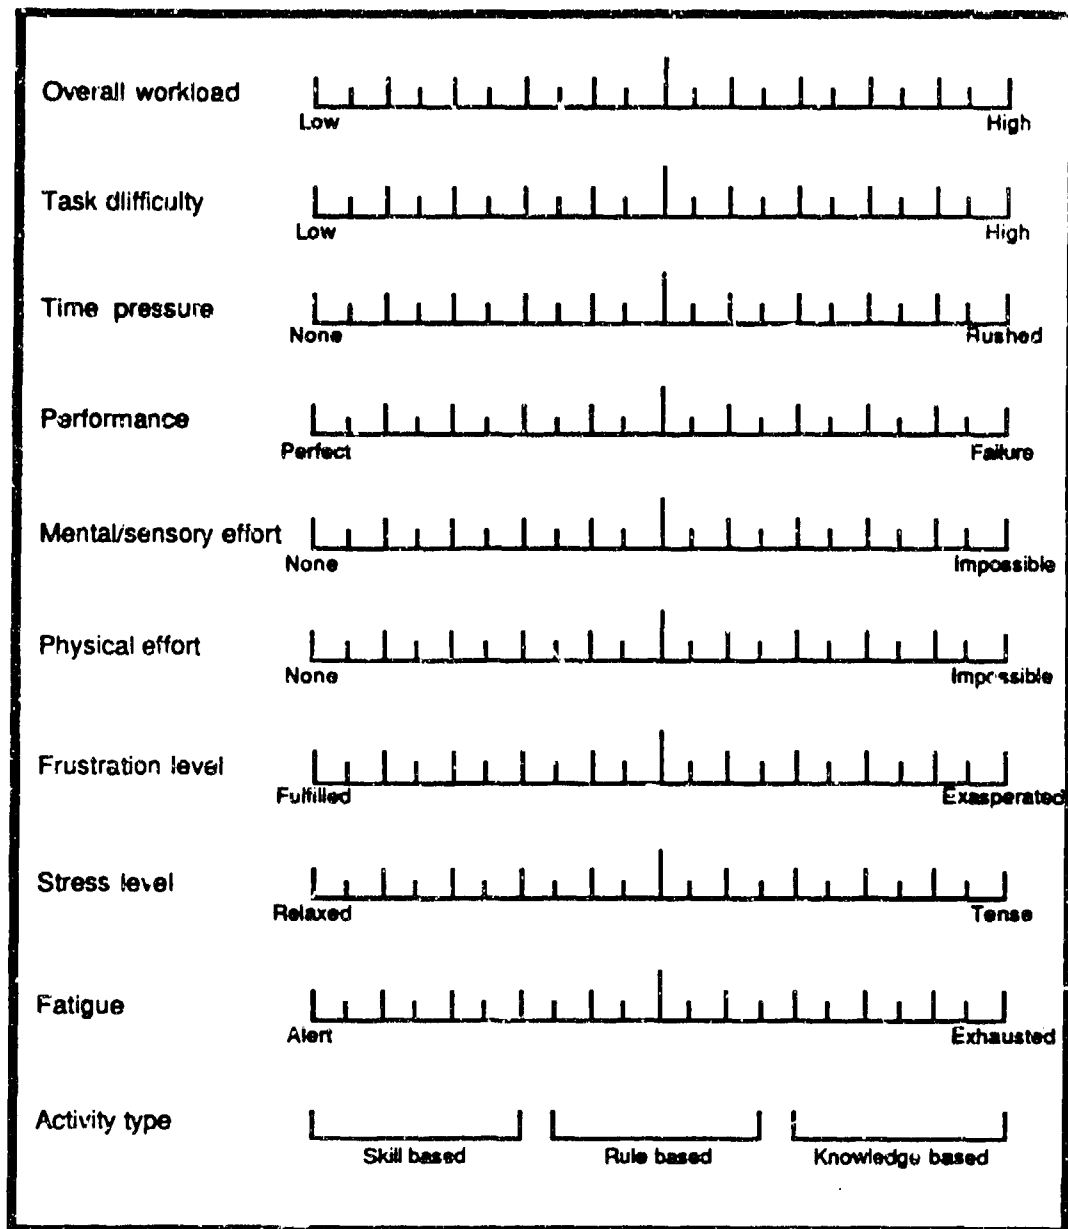 Overall workload
Low High
Task dlifficulty
Low High
Time pressure
None Rushed
Performance
Perfect Failure
Mental/sensory effort
None Impossible
Physical effort
None Impossible
Frustration level
Fulfilled Exasperated
Stress level
Relaxed Tense
Fatigue
Alert Exhausted
Activity type
Skill based Rule based Knowledge based